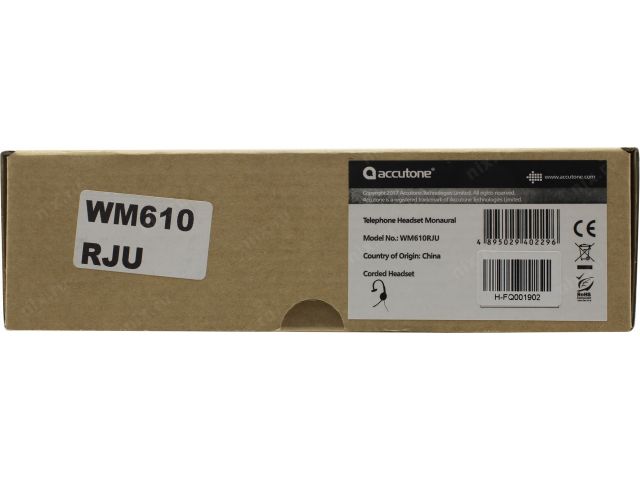 WM610
RJU
accutone®
www.accutone.com
Copyright 2017 Accutone Technologies Limited. All rights reserved.
Accutone is a registered trademark of Accutone Technologies Limited.
Telephone Headset Monaural
Model No.: WM610RJU
Country of Origin: China
Corded Headset
4 895029 402296
CE
H-FQ001902
RoHS